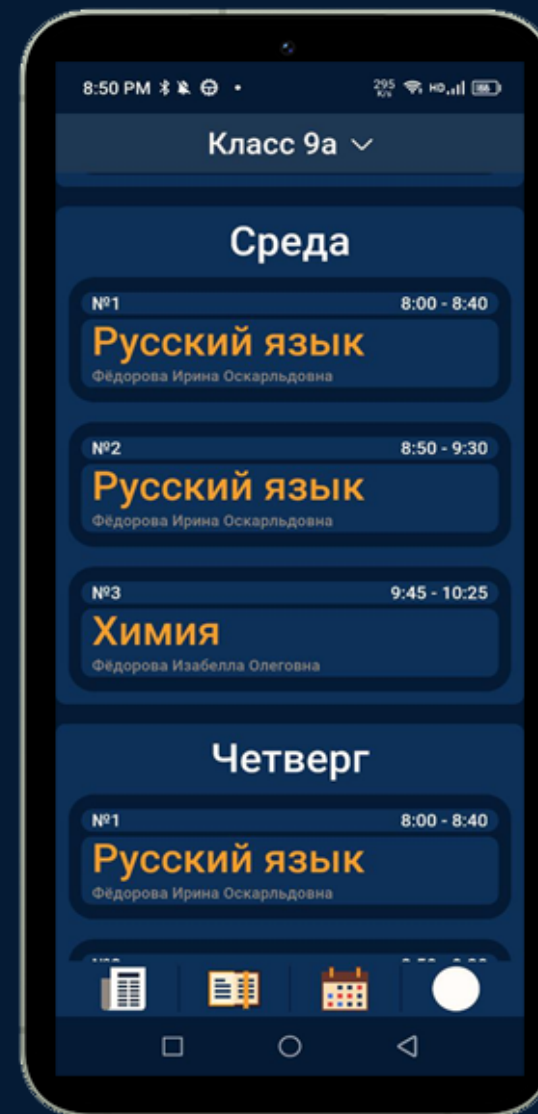 8:50 PM
295 K/s HD
Класс 9а
Среда
№1 8:00 - 8:40
Русский язык
Фёдорова Ирина Оскарльдовна
№2 8:50 - 9:30
Русский язык
Фёдорова Ирина Оскарльдовна
№3 9:45 - 10:25
Химия
Фёдорова Изабелла Олеговна
Четверг
№1 8:00 - 8:40
Русский язык
Фёдорова Ирина Оскарльдовна